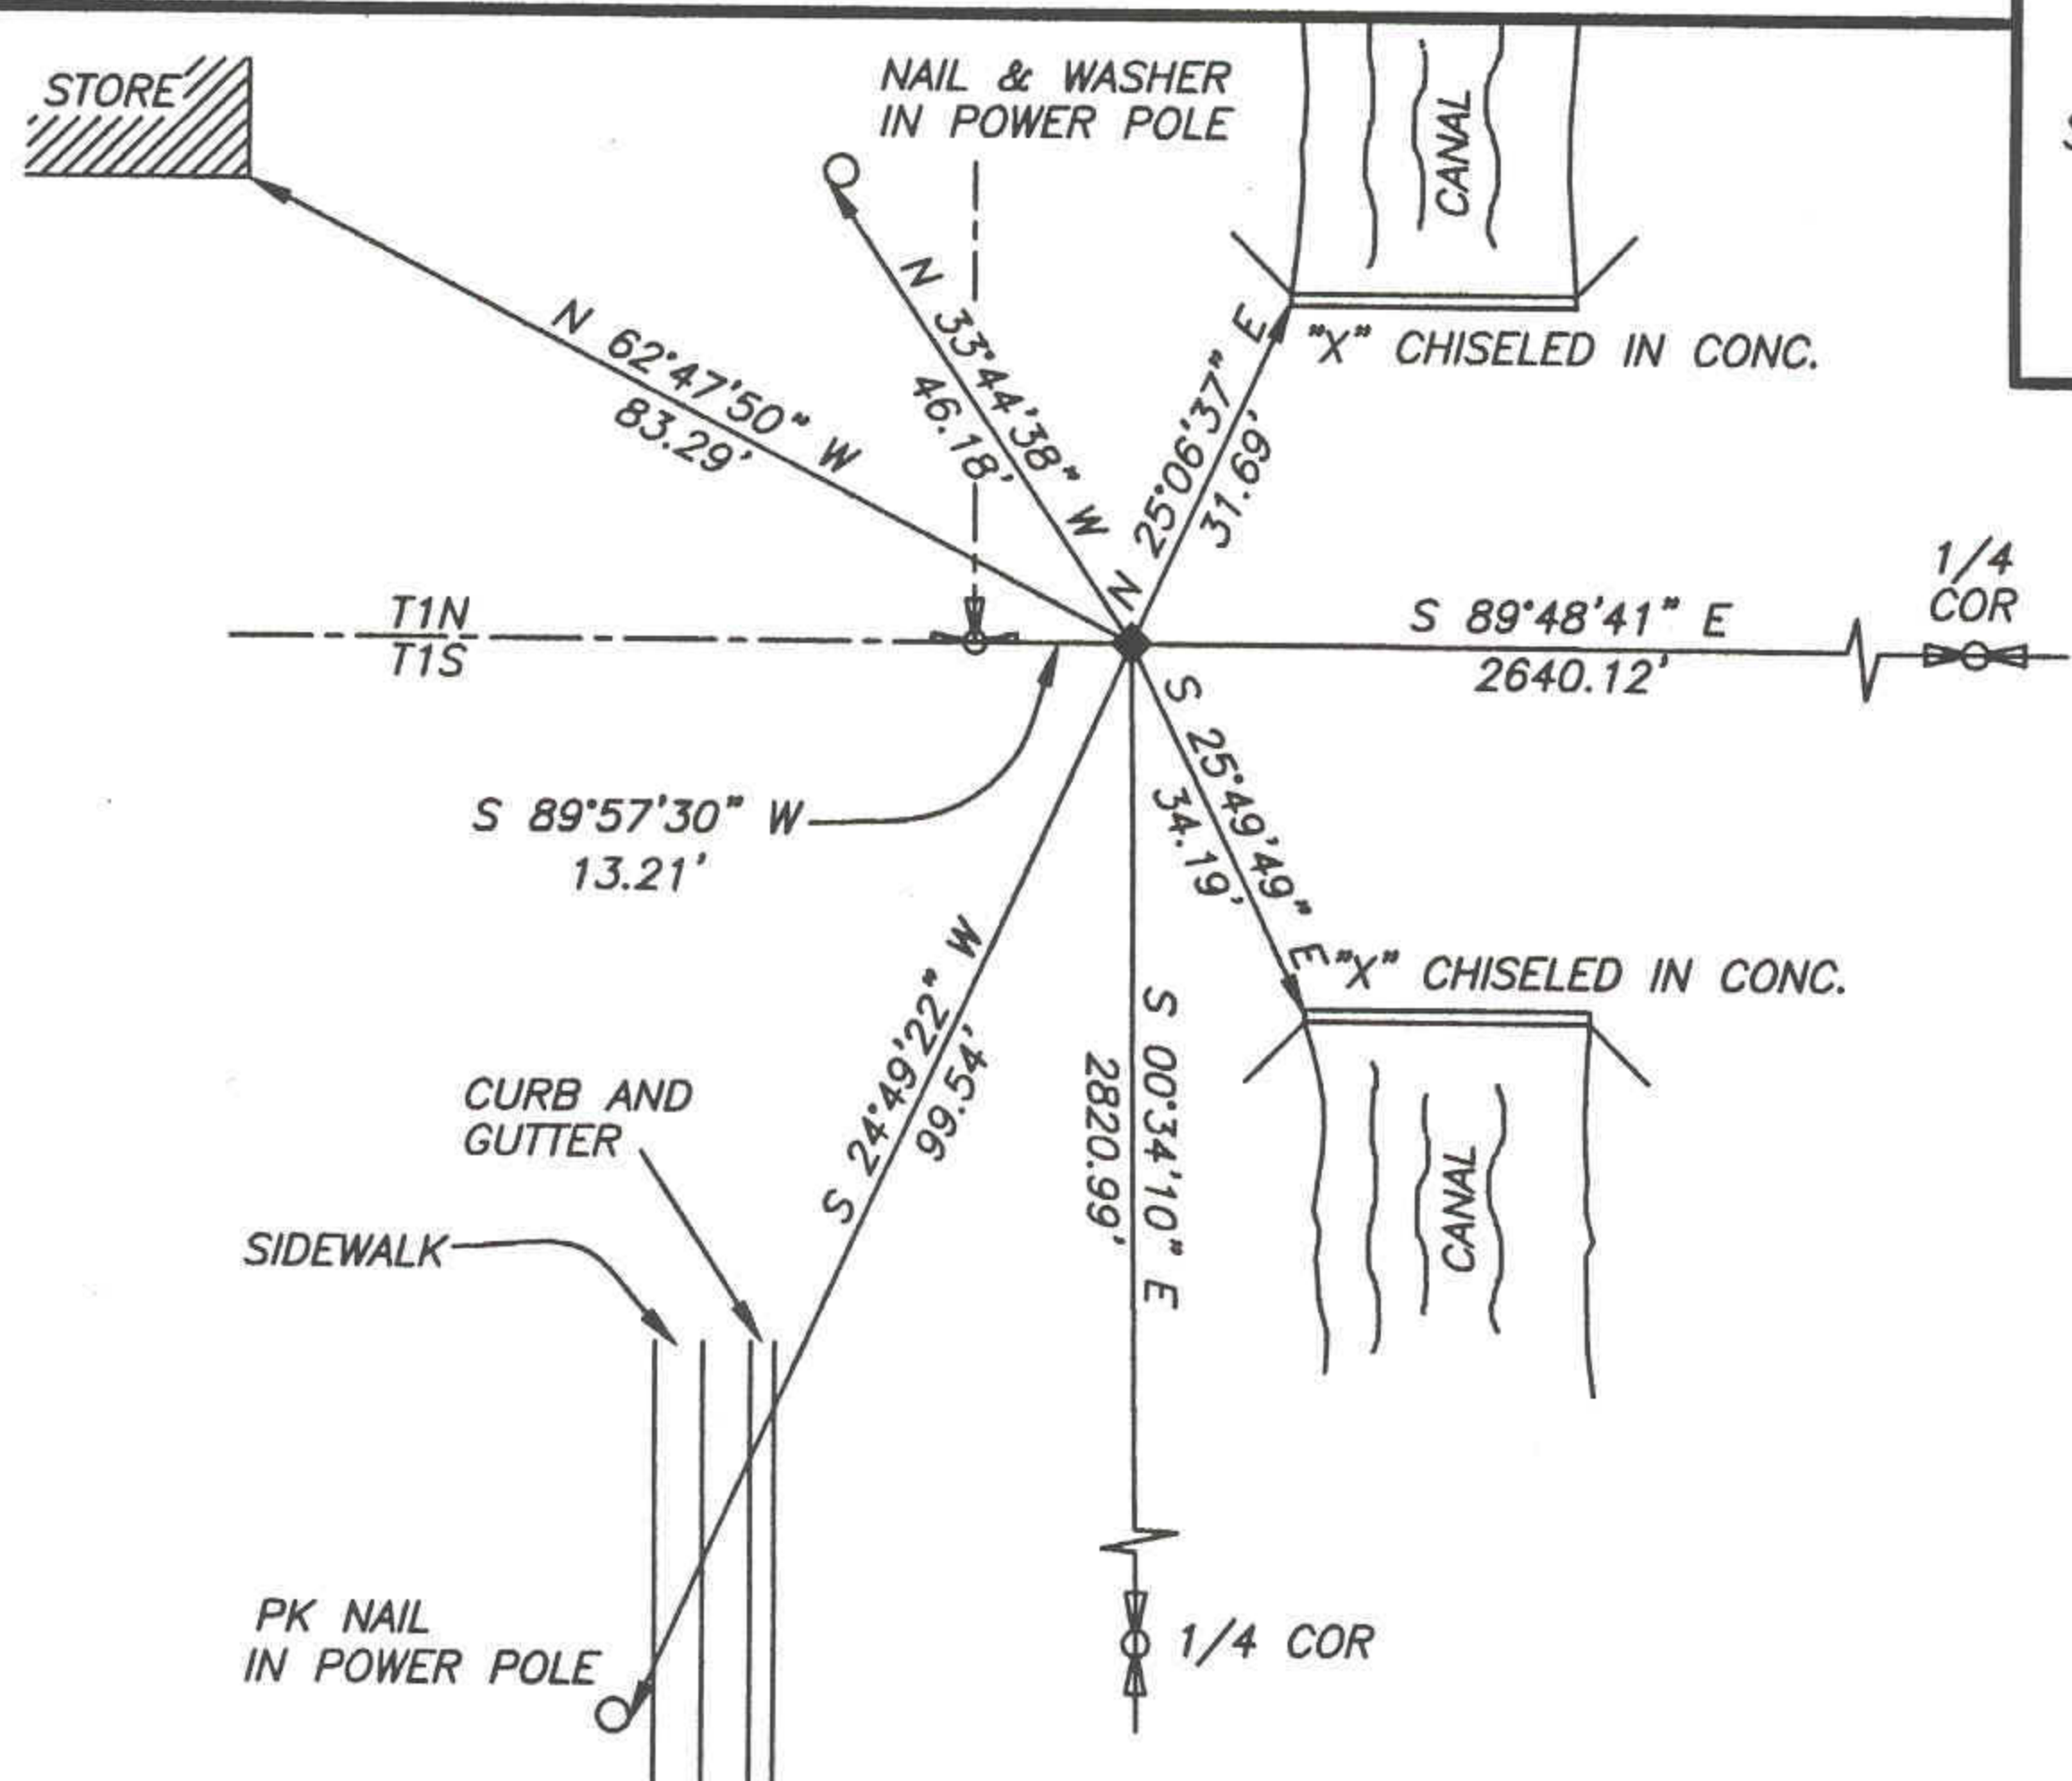 STORE
NAIL & WASHER
IN POWER POLE
CANAL
N 62°47'50" W
83.29'
N 33°44'38" W
46.18'
N 25°06'37" E
31.69'
"X" CHISELED IN CONC.
T1N
T1S
S 89°48'41" E
2640.12'
1/4
COR
S 89°57'30" W
13.21'
S 25°49'49" E
34.19'
"X" CHISELED IN CONC.
S 24°49'22" W
99.54'
S 00°34'10" E
2820.99'
CANAL
CURB AND
GUTTER
SIDEWALK
PK NAIL
IN POWER POLE
1/4 COR